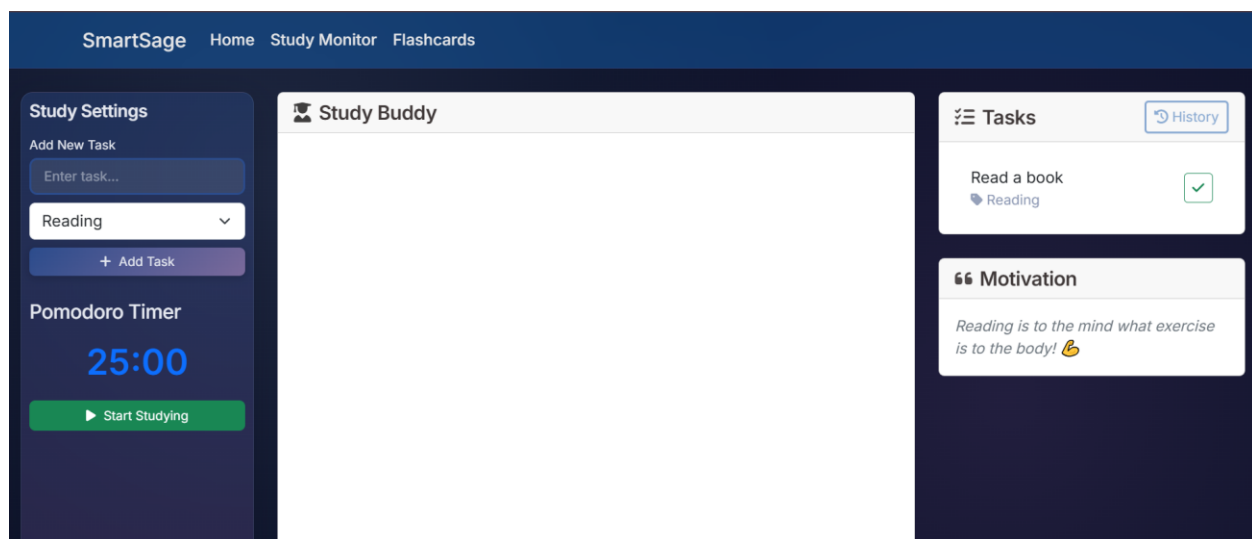 SmartSage Home Study Monitor Flashcards
Study Settings
Add New Task
Enter task...
Reading
+ Add Task
Pomodoro Timer
25:00
Start Studying
Study Buddy
Tasks
History
Read a book
Reading
Motivation
Reading is to the mind what exercise
is to the body! 💪